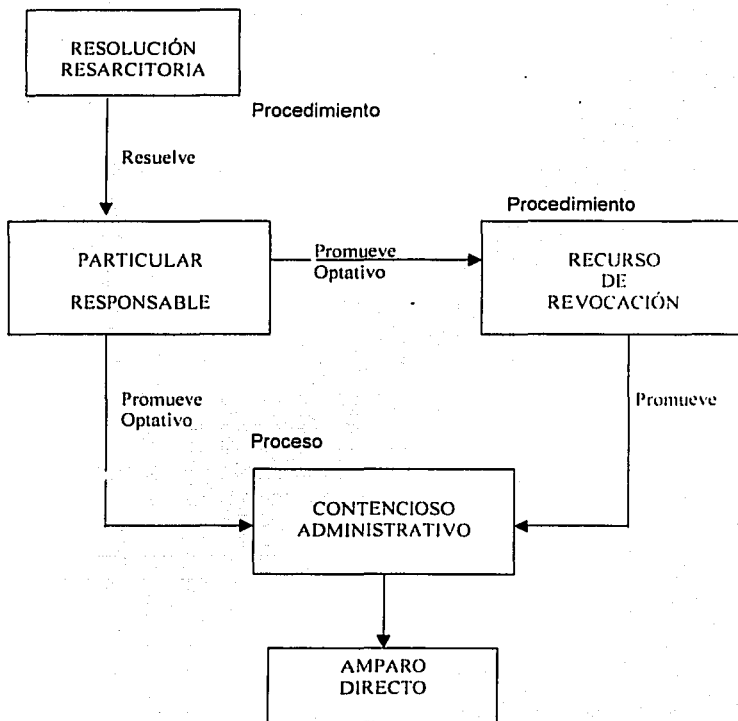 RESOLUCIÓN
RESARCITORIA
Procedimiento
Resuelve
Procedimiento
PARTICULAR
RESPONSABLE
Promueve
Optativo
RECURSO
DE
REVOCACIÓN
Promueve
Optativo
Promueve
Proceso
CONTENCIOSO
ADMINISTRATIVO
AMPARO
DIRECTO